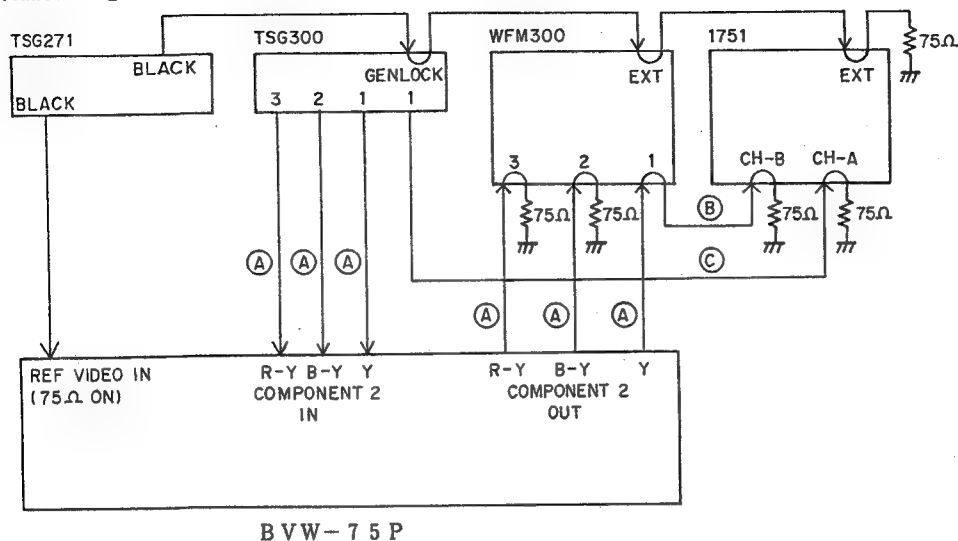 TSG271
TSG300
WFM300
1751
75Ω
BLACK
GENLOCK
EXT
EXT
BLACK
3 2 1 1
3 2 1
CH-B CH-A
75Ω 75Ω
75Ω 75Ω
B
C
A A A
A A A
REF VIDEO IN
(75Ω ON)
R-Y B-Y Y
COMPONENT 2
IN
R-Y B-Y Y
COMPONENT 2
OUT
BVW-75P